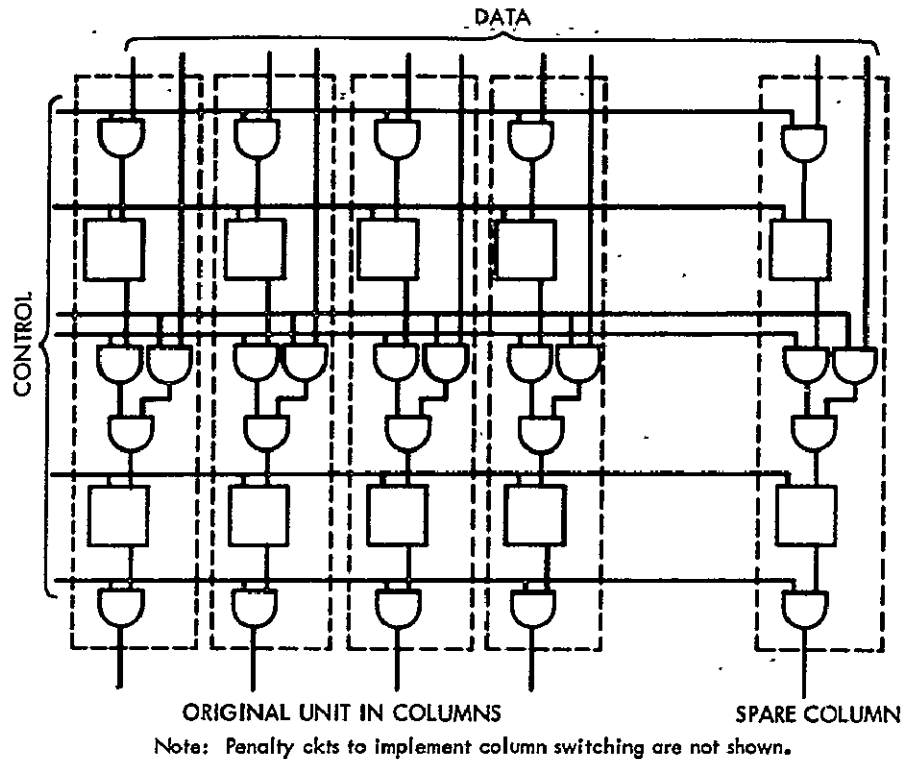 DATA
CONTROL
ORIGINAL UNIT IN COLUMNS
SPARE COLUMN
Note: Penalty ckts to implement column switching are not shown.